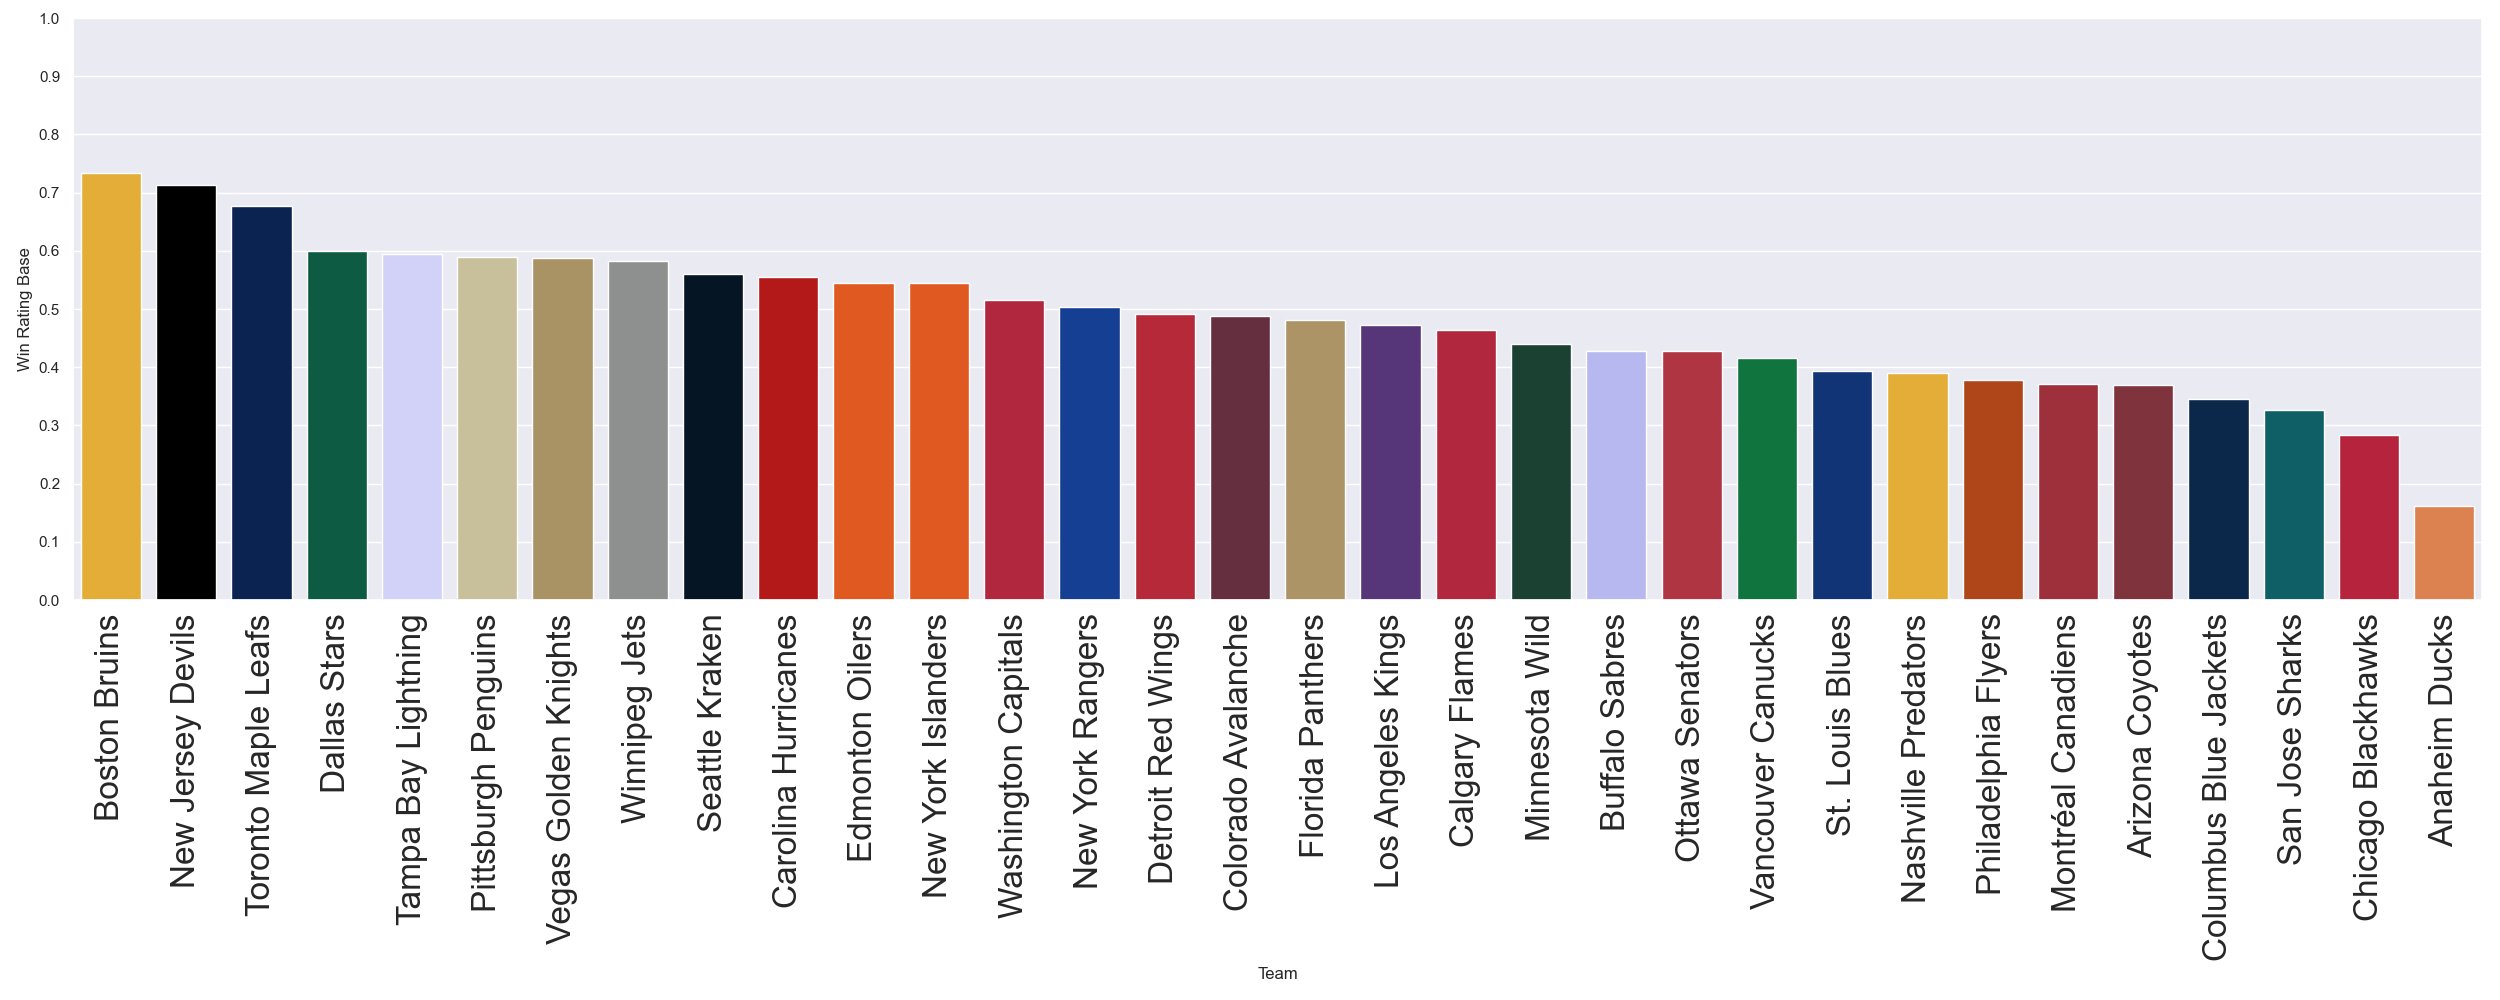 1.0
0.9
0.8
0.7
0.6
0.5
0.4
0.3
0.2
0.1
0.0
Win Rating Base
Boston Bruins
New Jersey Devils
Toronto Maple Leafs
Dallas Stars
Tampa Bay Lightning
Pittsburgh Penguins
Vegas Golden Knights
Winnipeg Jets
Seattle Kraken
Carolina Hurricanes
Edmonton Oilers
New York Islanders
Washington Capitals
New York Rangers
Detroit Red Wings
Colorado Avalanche
Florida Panthers
Los Angeles Kings
Calgary Flames
Minnesota Wild
Buffalo Sabres
Ottawa Senators
Vancouver Canucks
St. Louis Blues
Nashville Predators
Philadelphia Flyers
Montréal Canadiens
Arizona Coyotes
Columbus Blue Jackets
San Jose Sharks
Chicago Blackhawks
Anaheim Ducks
Team